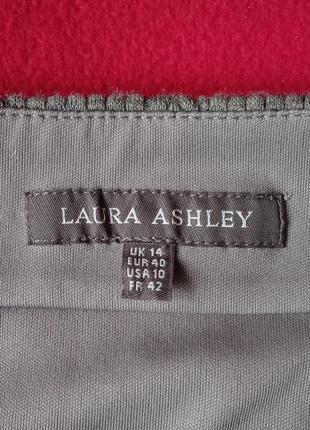 LAURA ASHLEY
UK 14
EUR 40
USA 10
FR 42